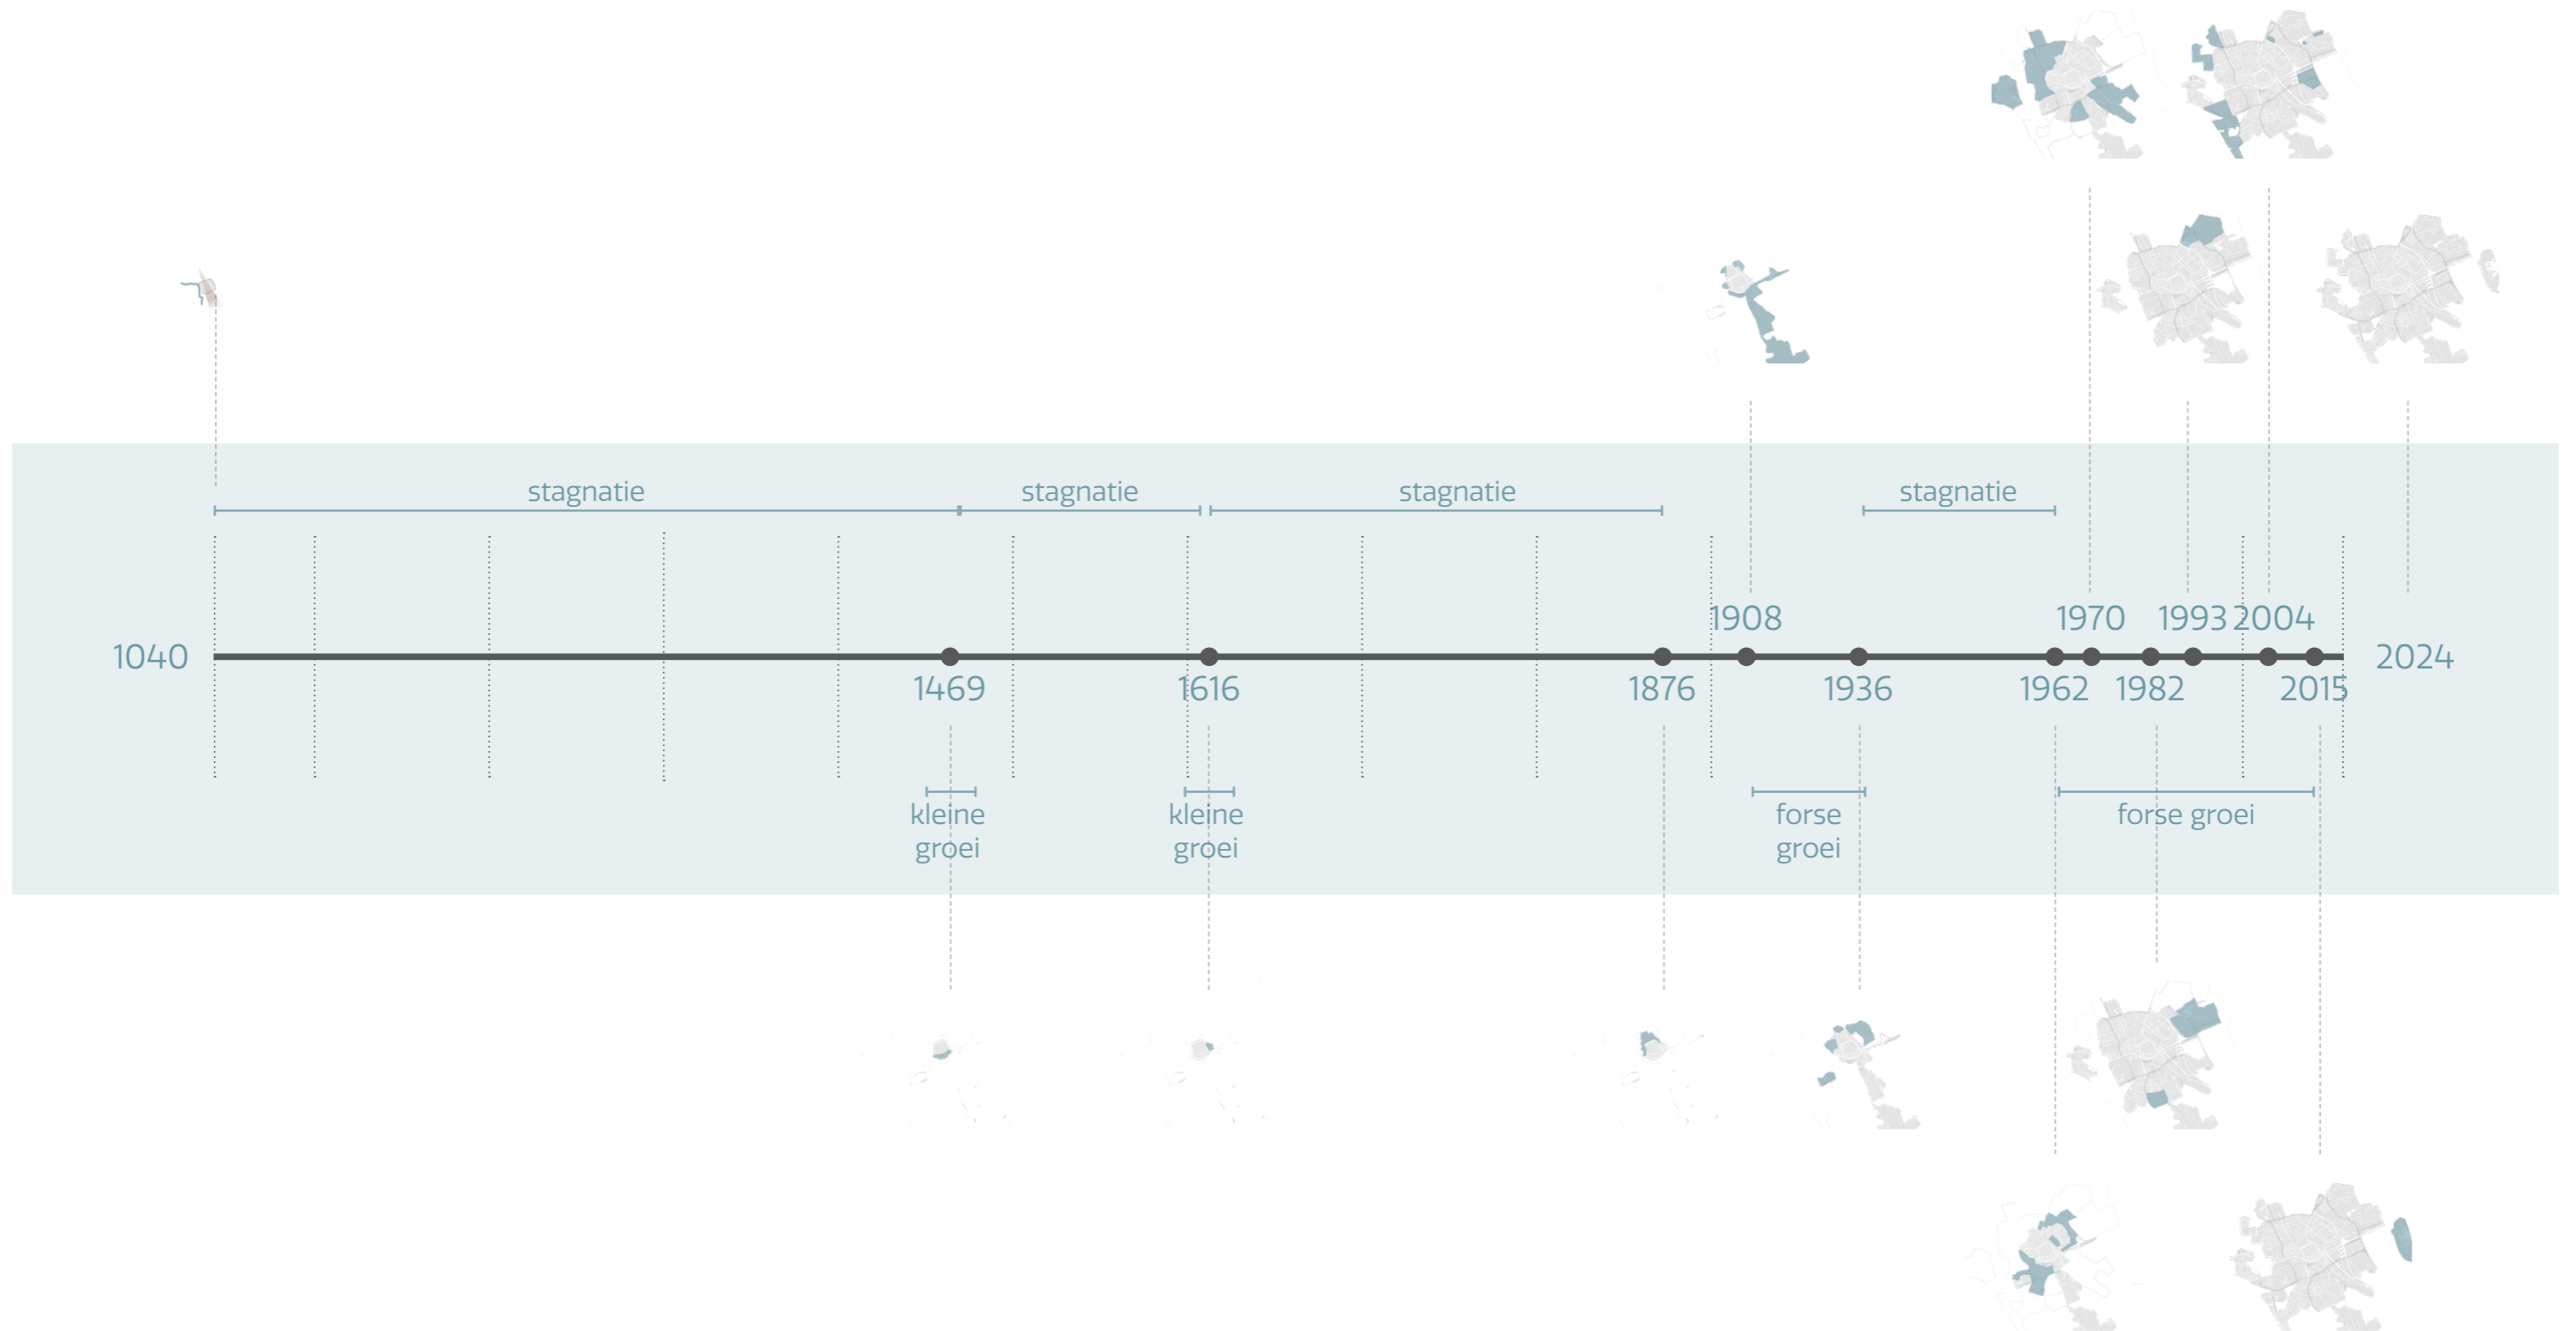 stagnatie
stagnatie
stagnatie
stagnatie
1908
1970
1993
2004
1040
2024
1469
1616
1876
1936
1962
1982
2015
kleine
groei
kleine
groei
forse
groei
forse groei